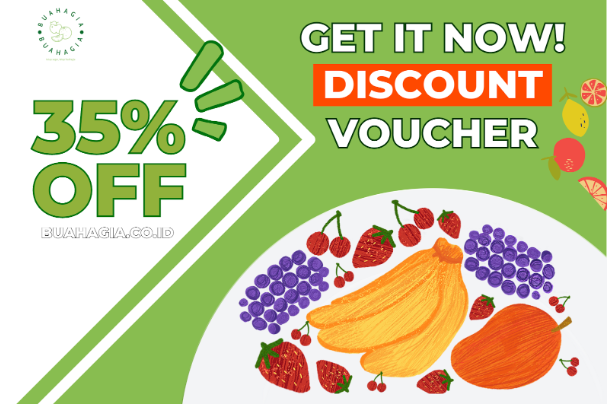 BUAHAGIA
BUAHAGIA
35%
OFF
BUAHAGIA.CO.ID
GET IT NOW!
DISCOUNT
VOUCHER